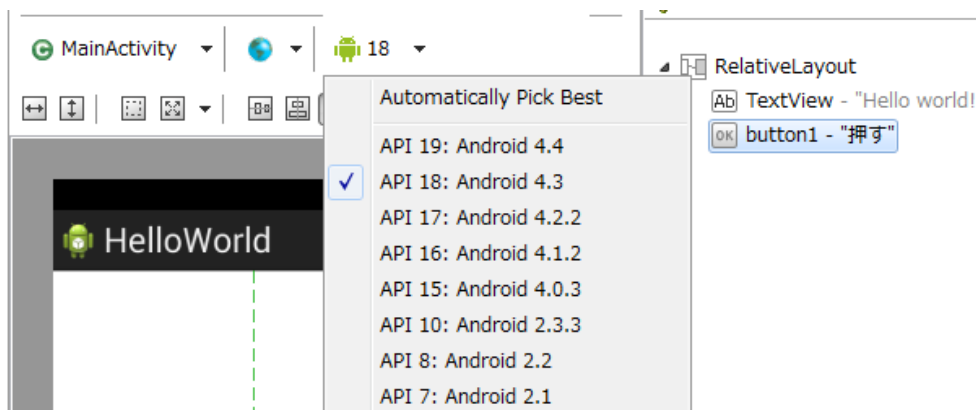 MainActivity
18
RelativeLayout
Automatically Pick Best
Ab TextView - "Hello world!
OK button1 - "押す"
API 19: Android 4.4
API 18: Android 4.3
API 17: Android 4.2.2
API 16: Android 4.1.2
API 15: Android 4.0.3
API 10: Android 2.3.3
API 8: Android 2.2
API 7: Android 2.1
HelloWorld